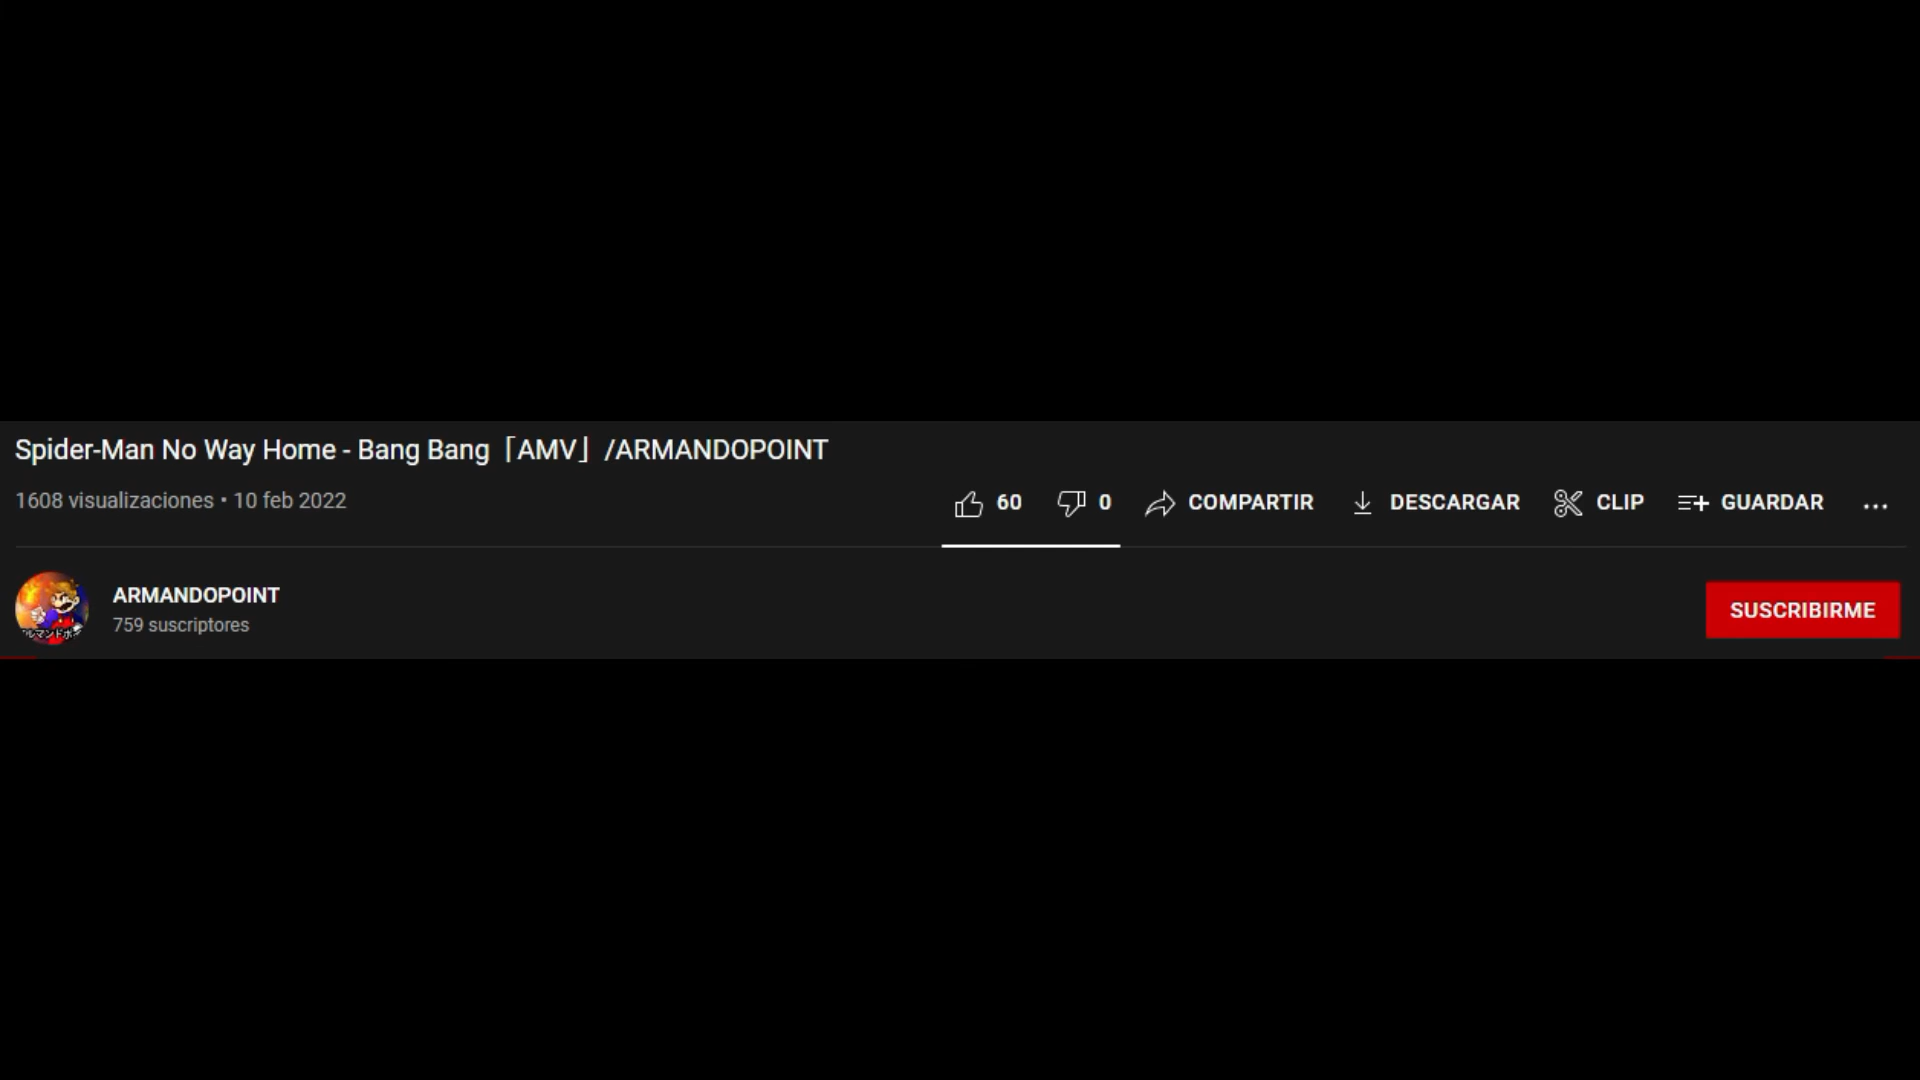 Spider-Man No Way Home - Bang Bang「AMV」/ARMANDOPOINT
1608 visualizaciones • 10 feb 2022
60 0 COMPARTIR DESCARGAR CLIP GUARDAR ...
ARMANDOPOINT
759 suscriptores
SUSCRIBIRME